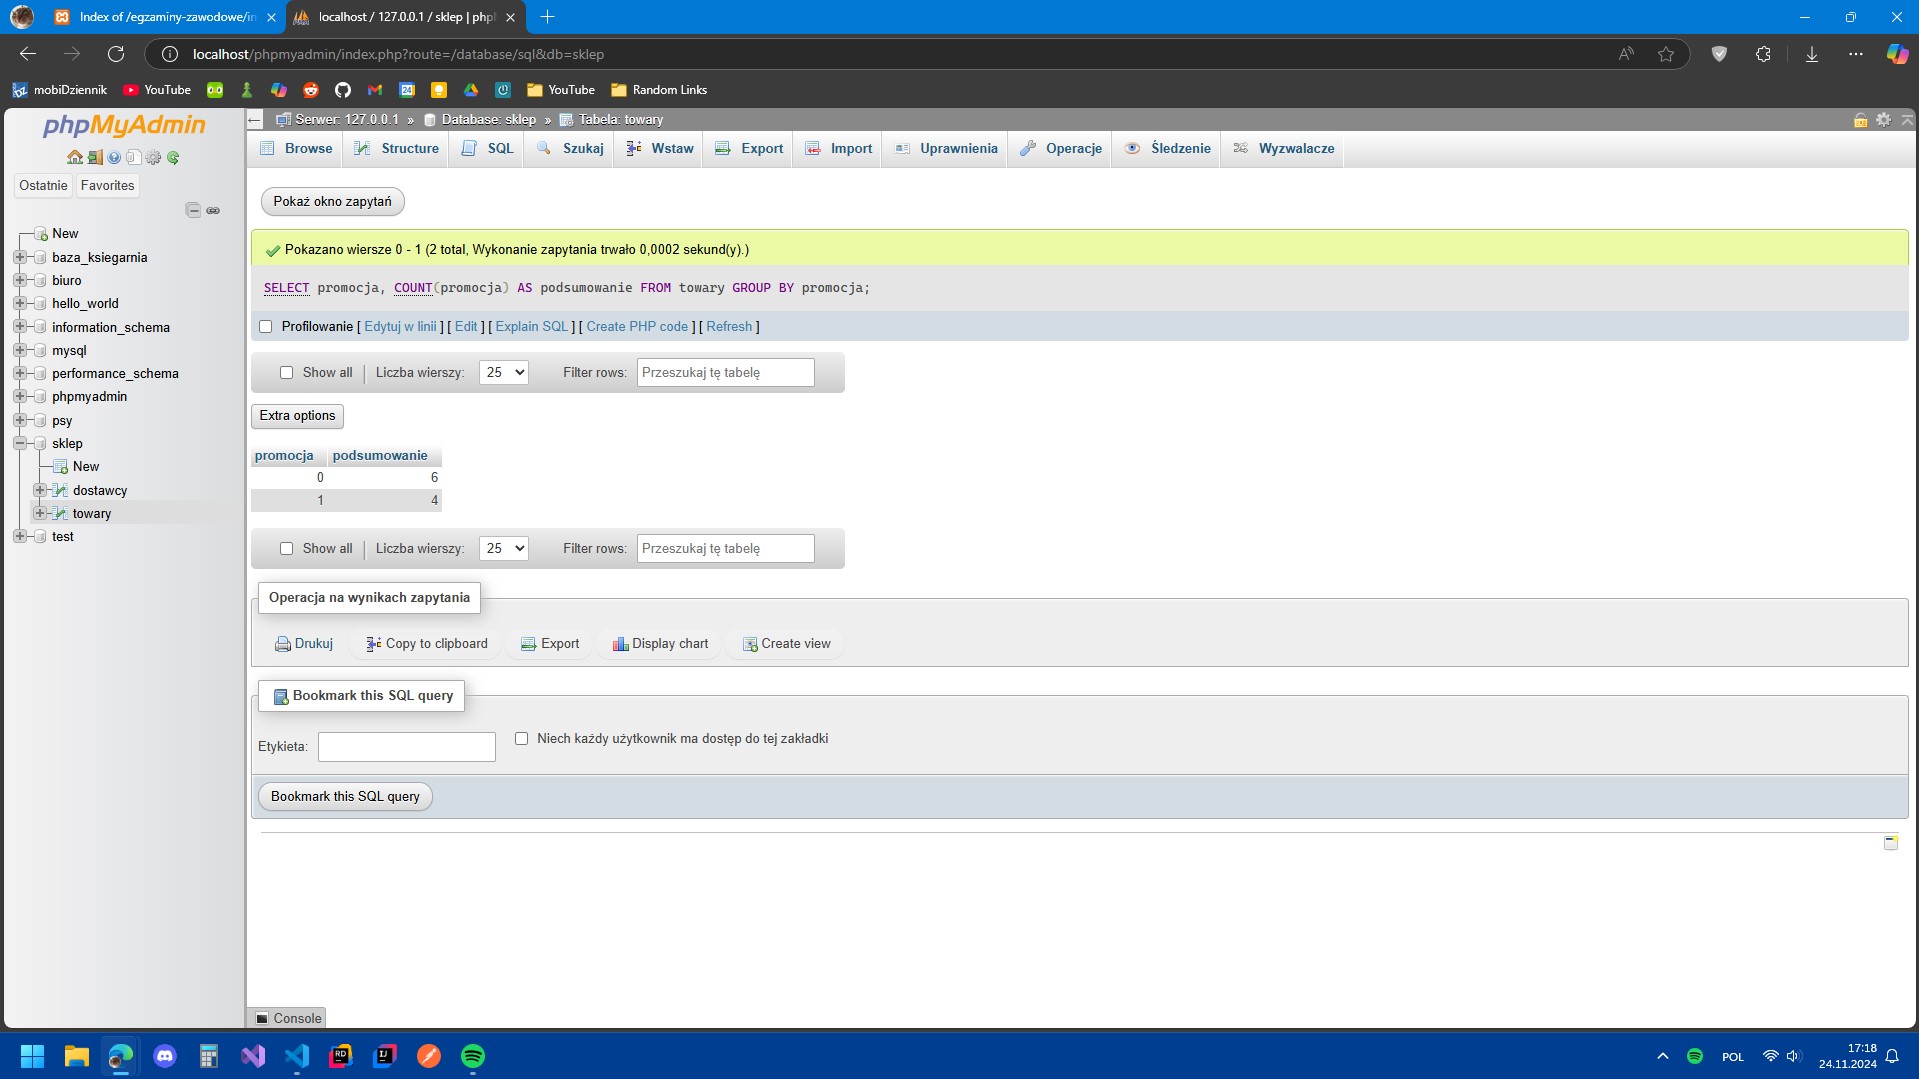 Index of /egzaminy-zawodowe/in
localhost / 127.0.0.1 / sklep | php
localhost/phpmyadmin/index.php?route=/database/sql&db=sklep
mobiDziennik YouTube YouTube Random Links
phpMyAdmin
Ostatnie Favorites
New
baza_ksiegarnia
biuro
hello_world
information_schema
mysql
performance_schema
phpmyadmin
psy
sklep
New
dostawcy
towary
test
Serwer: 127.0.0.1 » Database: sklep » Tabela: towary
Browse Structure SQL Szukaj Wstaw Export Import Uprawnienia Operacje Śledzenie Wyzwalacze
Pokaż okno zapytań
Pokazano wiersze 0 - 1 (2 total, Wykonanie zapytania trwało 0,0002 sekund(y).)
SELECT promocja, COUNT(promocja) AS podsumowanie FROM towary GROUP BY promocja;
Profilowanie [ Edytuj w linii ] [ Edit ] [ Explain SQL ] [ Create PHP code ] [ Refresh ]
Show all | Liczba wierszy: 25 Filter rows: Przeszukaj tę tabelę
Extra options
promocja podsumowanie
0 6
1 4
Show all | Liczba wierszy: 25 Filter rows: Przeszukaj tę tabelę
Operacja na wynikach zapytania
Drukuj Copy to clipboard Export Display chart Create view
Bookmark this SQL query
Etykieta: Niech każdy użytkownik ma dostęp do tej zakładki
Bookmark this SQL query
Console
POL
17:18
24.11.2024